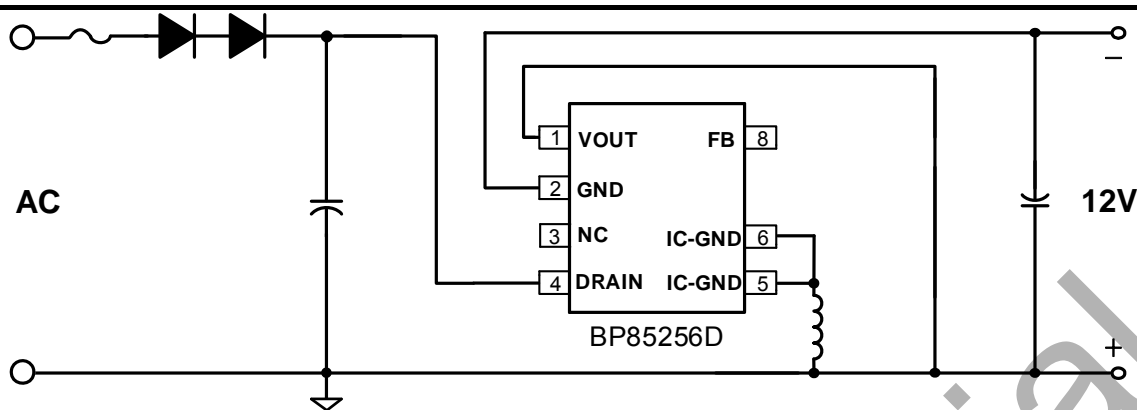 AC
1 VOUT FB 8
2 GND
3 NC IC-GND 6
4 DRAIN IC-GND 5
BP85256D
−
12V
+